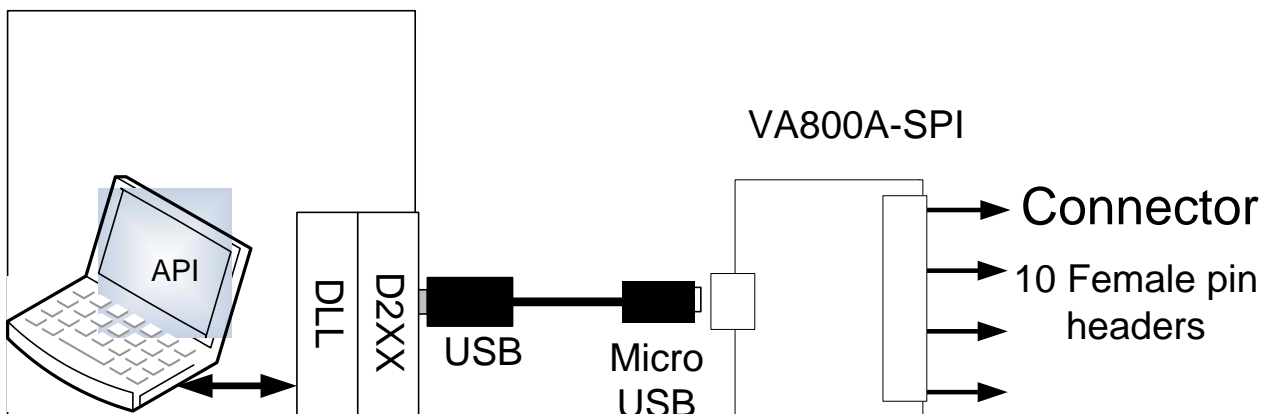 VA800A-SPI
API
DLL
D2XX
USB
Micro
USB
Connector
10 Female pin
headers